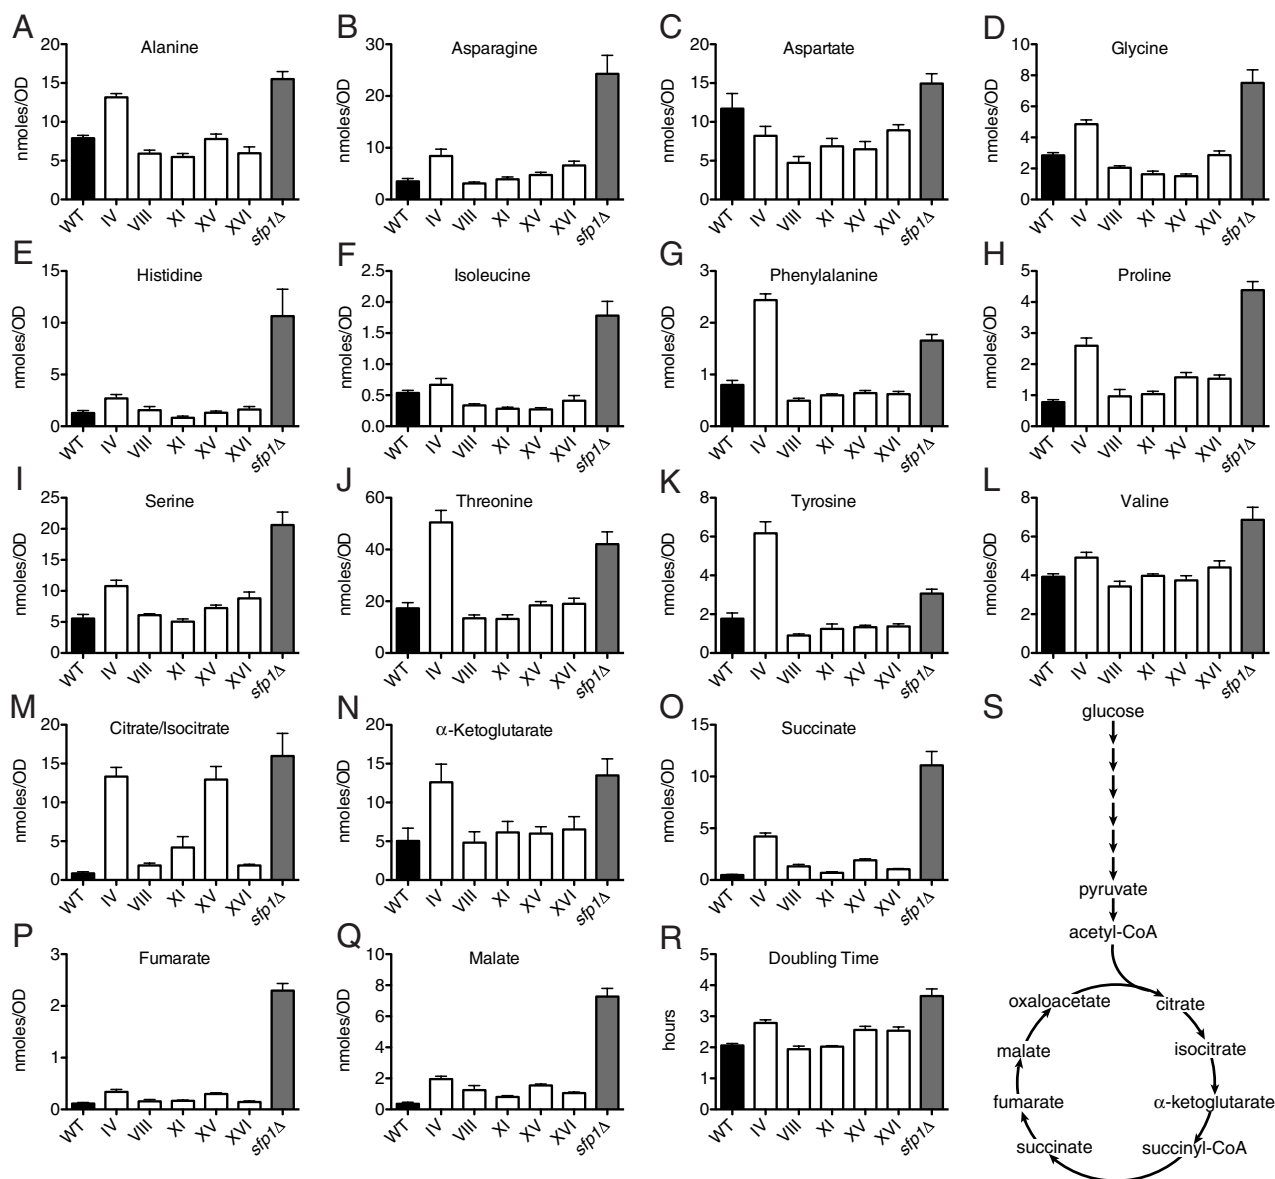 A
Alanine
nmoles/OD
20
15
10
5
0
WT
IV
VIII
XI
XV
XVI
sfp1Δ
B
Asparagine
nmoles/OD
30
20
10
0
WT
IV
VIII
XI
XV
XVI
sfp1Δ
C
Aspartate
nmoles/OD
20
15
10
5
0
WT
IV
VIII
XI
XV
XVI
sfp1Δ
D
Glycine
nmoles/OD
10
8
6
4
2
0
WT
IV
VIII
XI
XV
XVI
sfp1Δ
E
Histidine
nmoles/OD
15
10
5
0
WT
IV
VIII
XI
XV
XVI
sfp1Δ
F
Isoleucine
nmoles/OD
2.5
2.0
1.5
1.0
0.5
0.0
WT
IV
VIII
XI
XV
XVI
sfp1Δ
G
Phenylalanine
nmoles/OD
3
2
1
0
WT
IV
VIII
XI
XV
XVI
sfp1Δ
H
Proline
nmoles/OD
5
4
3
2
1
0
WT
IV
VIII
XI
XV
XVI
sfp1Δ
I
Serine
nmoles/OD
25
20
15
10
5
0
WT
IV
VIII
XI
XV
XVI
sfp1Δ
J
Threonine
nmoles/OD
60
40
20
0
WT
IV
VIII
XI
XV
XVI
sfp1Δ
K
Tyrosine
nmoles/OD
8
6
4
2
0
WT
IV
VIII
XI
XV
XVI
sfp1Δ
L
Valine
nmoles/OD
8
6
4
2
0
WT
IV
VIII
XI
XV
XVI
sfp1Δ
M
Citrate/Isocitrate
nmoles/OD
20
15
10
5
0
WT
IV
VIII
XI
XV
XVI
sfp1Δ
N
α-Ketoglutarate
nmoles/OD
20
15
10
5
0
WT
IV
VIII
XI
XV
XVI
sfp1Δ
O
Succinate
nmoles/OD
15
10
5
0
WT
IV
VIII
XI
XV
XVI
sfp1Δ
P
Fumarate
nmoles/OD
3
2
1
0
WT
IV
VIII
XI
XV
XVI
sfp1Δ
Q
Malate
nmoles/OD
10
8
6
4
2
0
WT
IV
VIII
XI
XV
XVI
sfp1Δ
R
Doubling Time
hours
5
4
3
2
1
0
WT
IV
VIII
XI
XV
XVI
sfp1Δ
S
glucose
pyruvate
acetyl-CoA
oxaloacetate
citrate
malate
isocitrate
fumarate
α-ketoglutarate
succinate
succinyl-CoA